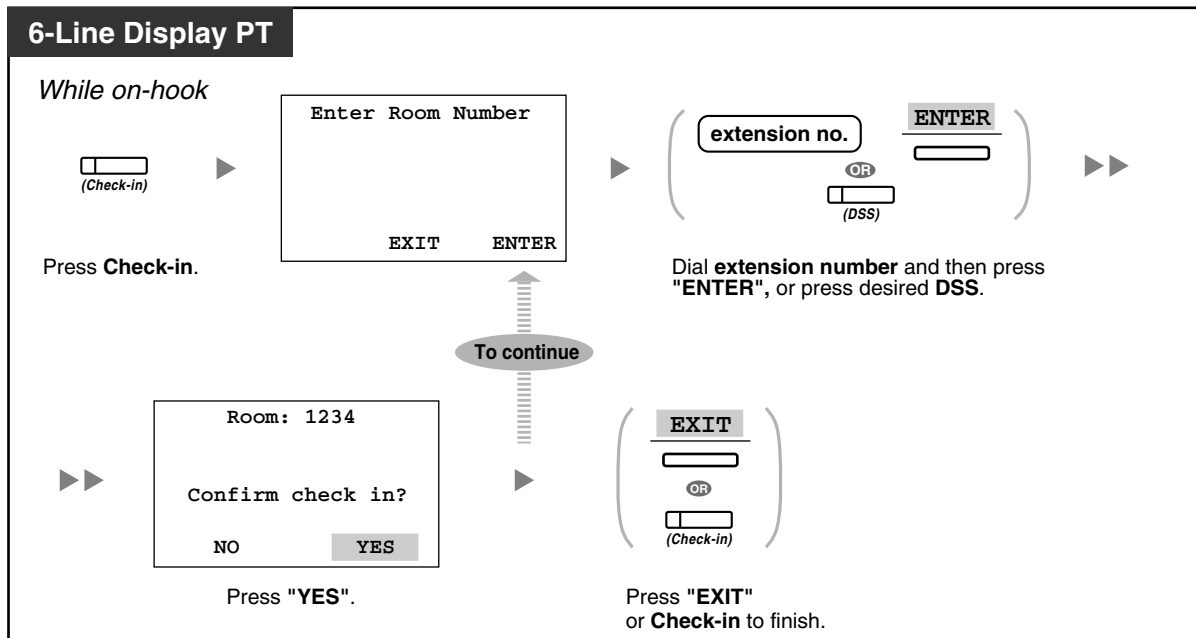 6-Line Display PT
While on-hook
(Check-in)
Press Check-in.
Enter Room Number
EXIT ENTER
extension no.
OR
(DSS)
ENTER
Dial extension number and then press
"ENTER", or press desired DSS.
To continue
Room: 1234
Confirm check in?
NO YES
Press "YES".
EXIT
OR
(Check-in)
Press "EXIT"
or Check-in to finish.